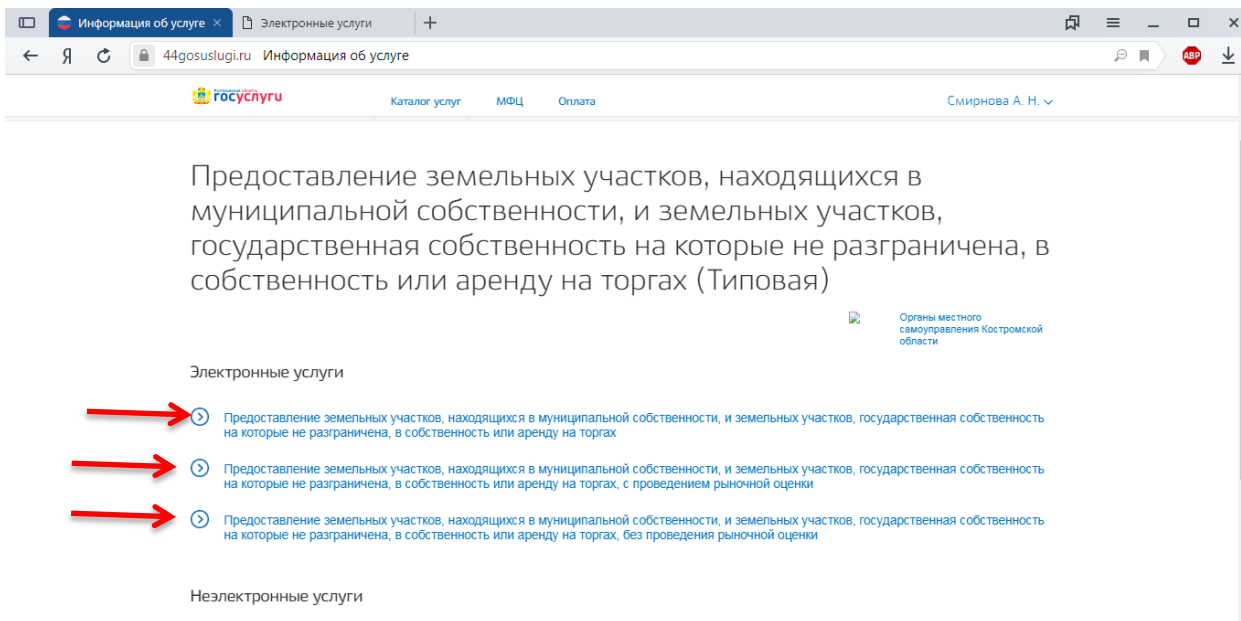 Информация об услуге
Электронные услуги
44gosuslugi.ru Информация об услуге
ABP
госуслуги
Каталог услуг МФЦ Оплата
Смирнова А. Н.
Предоставление земельных участков, находящихся в
муниципальной собственности, и земельных участков,
государственная собственность на которые не разграничена, в
собственность или аренду на торгах (Типовая)
Органы местного
самоуправления Костромской
области
Электронные услуги
Предоставление земельных участков, находящихся в муниципальной собственности, и земельных участков, государственная собственность
на которые не разграничена, в собственность или аренду на торгах
Предоставление земельных участков, находящихся в муниципальной собственности, и земельных участков, государственная собственность
на которые не разграничена, в собственность или аренду на торгах, с проведением рыночной оценки
Предоставление земельных участков, находящихся в муниципальной собственности, и земельных участков, государственная собственность
на которые не разграничена, в собственность или аренду на торгах, без проведения рыночной оценки
Неэлектронные услуги